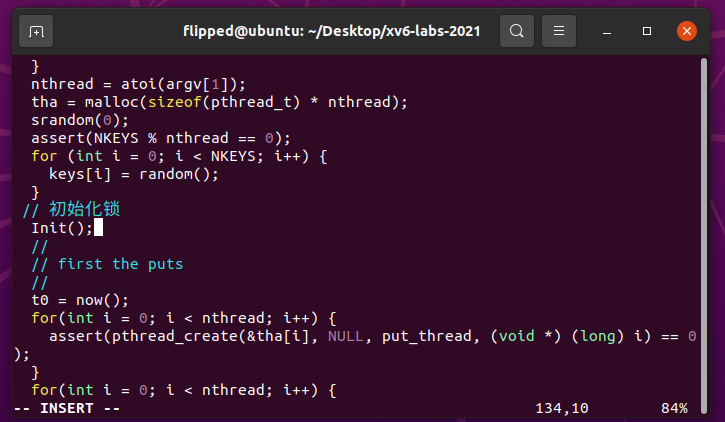 flipped@ubuntu: ~/Desktop/xv6-labs-2021
}
nthread = atoi(argv[1]);
tha = malloc(sizeof(pthread_t) * nthread);
srandom(0);
assert(NKEYS % nthread == 0);
for (int i = 0; i < NKEYS; i++) {
keys[i] = random();
}
// 初始化锁
Init();
//
// first the puts
//
t0 = now();
for(int i = 0; i < nthread; i++) {
assert(pthread_create(&tha[i], NULL, put_thread, (void *) (long) i) == 0
);
}
for(int i = 0; i < nthread; i++) {
-- INSERT -- 134,10 84%